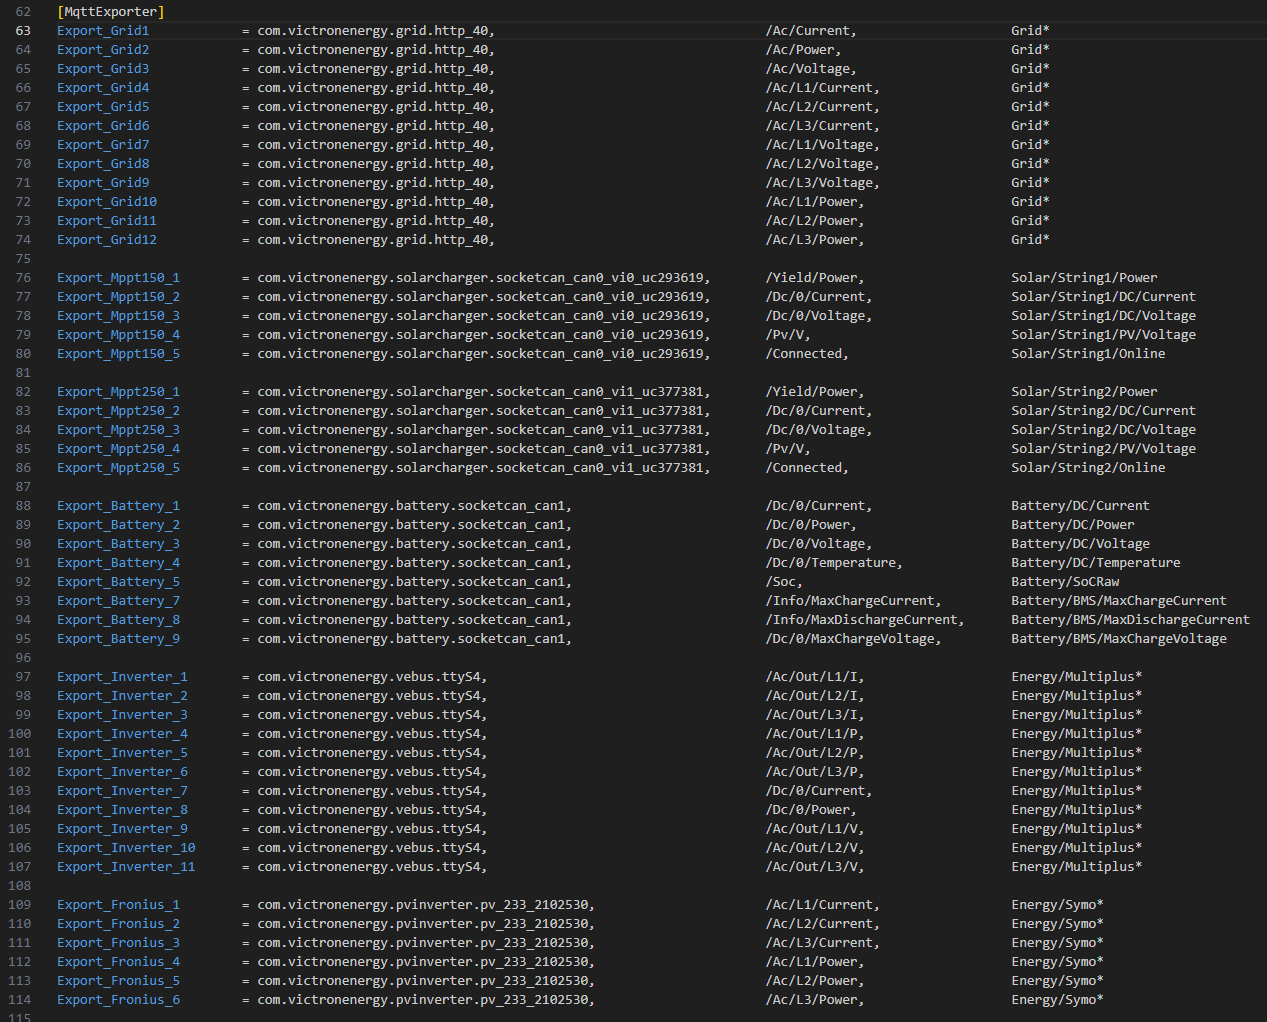 62 [MqttExporter]
63 Export_Grid1 = com.victronenergy.grid.http_40, /Ac/Current, Grid*
64 Export_Grid2 = com.victronenergy.grid.http_40, /Ac/Power, Grid*
65 Export_Grid3 = com.victronenergy.grid.http_40, /Ac/Voltage, Grid*
66 Export_Grid4 = com.victronenergy.grid.http_40, /Ac/L1/Current, Grid*
67 Export_Grid5 = com.victronenergy.grid.http_40, /Ac/L2/Current, Grid*
68 Export_Grid6 = com.victronenergy.grid.http_40, /Ac/L3/Current, Grid*
69 Export_Grid7 = com.victronenergy.grid.http_40, /Ac/L1/Voltage, Grid*
70 Export_Grid8 = com.victronenergy.grid.http_40, /Ac/L2/Voltage, Grid*
71 Export_Grid9 = com.victronenergy.grid.http_40, /Ac/L3/Voltage, Grid*
72 Export_Grid10 = com.victronenergy.grid.http_40, /Ac/L1/Power, Grid*
73 Export_Grid11 = com.victronenergy.grid.http_40, /Ac/L2/Power, Grid*
74 Export_Grid12 = com.victronenergy.grid.http_40, /Ac/L3/Power, Grid*
75
76 Export_Mppt150_1 = com.victronenergy.solarcharger.socketcan_can0_vi0_uc293619, /Yield/Power, Solar/String1/Power
77 Export_Mppt150_2 = com.victronenergy.solarcharger.socketcan_can0_vi0_uc293619, /Dc/0/Current, Solar/String1/DC/Current
78 Export_Mppt150_3 = com.victronenergy.solarcharger.socketcan_can0_vi0_uc293619, /Dc/0/Voltage, Solar/String1/DC/Voltage
79 Export_Mppt150_4 = com.victronenergy.solarcharger.socketcan_can0_vi0_uc293619, /Pv/V, Solar/String1/PV/Voltage
80 Export_Mppt150_5 = com.victronenergy.solarcharger.socketcan_can0_vi0_uc293619, /Connected, Solar/String1/Online
81
82 Export_Mppt250_1 = com.victronenergy.solarcharger.socketcan_can0_vi1_uc377381, /Yield/Power, Solar/String2/Power
83 Export_Mppt250_2 = com.victronenergy.solarcharger.socketcan_can0_vi1_uc377381, /Dc/0/Current, Solar/String2/DC/Current
84 Export_Mppt250_3 = com.victronenergy.solarcharger.socketcan_can0_vi1_uc377381, /Dc/0/Voltage, Solar/String2/DC/Voltage
85 Export_Mppt250_4 = com.victronenergy.solarcharger.socketcan_can0_vi1_uc377381, /Pv/V, Solar/String2/PV/Voltage
86 Export_Mppt250_5 = com.victronenergy.solarcharger.socketcan_can0_vi1_uc377381, /Connected, Solar/String2/Online
87
88 Export_Battery_1 = com.victronenergy.battery.socketcan_can1, /Dc/0/Current, Battery/DC/Current
89 Export_Battery_2 = com.victronenergy.battery.socketcan_can1, /Dc/0/Power, Battery/DC/Power
90 Export_Battery_3 = com.victronenergy.battery.socketcan_can1, /Dc/0/Voltage, Battery/DC/Voltage
91 Export_Battery_4 = com.victronenergy.battery.socketcan_can1, /Dc/0/Temperature, Battery/DC/Temperature
92 Export_Battery_5 = com.victronenergy.battery.socketcan_can1, /Soc, Battery/SoCRaw
93 Export_Battery_7 = com.victronenergy.battery.socketcan_can1, /Info/MaxChargeCurrent, Battery/BMS/MaxChargeCurrent
94 Export_Battery_8 = com.victronenergy.battery.socketcan_can1, /Info/MaxDischargeCurrent, Battery/BMS/MaxDischargeCurrent
95 Export_Battery_9 = com.victronenergy.battery.socketcan_can1, /Dc/0/MaxChargeVoltage, Battery/BMS/MaxChargeVoltage
96
97 Export_Inverter_1 = com.victronenergy.vebus.ttyS4, /Ac/Out/L1/I, Energy/Multiplus*
98 Export_Inverter_2 = com.victronenergy.vebus.ttyS4, /Ac/Out/L2/I, Energy/Multiplus*
99 Export_Inverter_3 = com.victronenergy.vebus.ttyS4, /Ac/Out/L3/I, Energy/Multiplus*
100 Export_Inverter_4 = com.victronenergy.vebus.ttyS4, /Ac/Out/L1/P, Energy/Multiplus*
101 Export_Inverter_5 = com.victronenergy.vebus.ttyS4, /Ac/Out/L2/P, Energy/Multiplus*
102 Export_Inverter_6 = com.victronenergy.vebus.ttyS4, /Ac/Out/L3/P, Energy/Multiplus*
103 Export_Inverter_7 = com.victronenergy.vebus.ttyS4, /Dc/0/Current, Energy/Multiplus*
104 Export_Inverter_8 = com.victronenergy.vebus.ttyS4, /Dc/0/Power, Energy/Multiplus*
105 Export_Inverter_9 = com.victronenergy.vebus.ttyS4, /Ac/Out/L1/V, Energy/Multiplus*
106 Export_Inverter_10 = com.victronenergy.vebus.ttyS4, /Ac/Out/L2/V, Energy/Multiplus*
107 Export_Inverter_11 = com.victronenergy.vebus.ttyS4, /Ac/Out/L3/V, Energy/Multiplus*
108
109 Export_Fronius_1 = com.victronenergy.pvinverter.pv_233_2102530, /Ac/L1/Current, Energy/Symo*
110 Export_Fronius_2 = com.victronenergy.pvinverter.pv_233_2102530, /Ac/L2/Current, Energy/Symo*
111 Export_Fronius_3 = com.victronenergy.pvinverter.pv_233_2102530, /Ac/L3/Current, Energy/Symo*
112 Export_Fronius_4 = com.victronenergy.pvinverter.pv_233_2102530, /Ac/L1/Power, Energy/Symo*
113 Export_Fronius_5 = com.victronenergy.pvinverter.pv_233_2102530, /Ac/L2/Power, Energy/Symo*
114 Export_Fronius_6 = com.victronenergy.pvinverter.pv_233_2102530, /Ac/L3/Power, Energy/Symo*
115